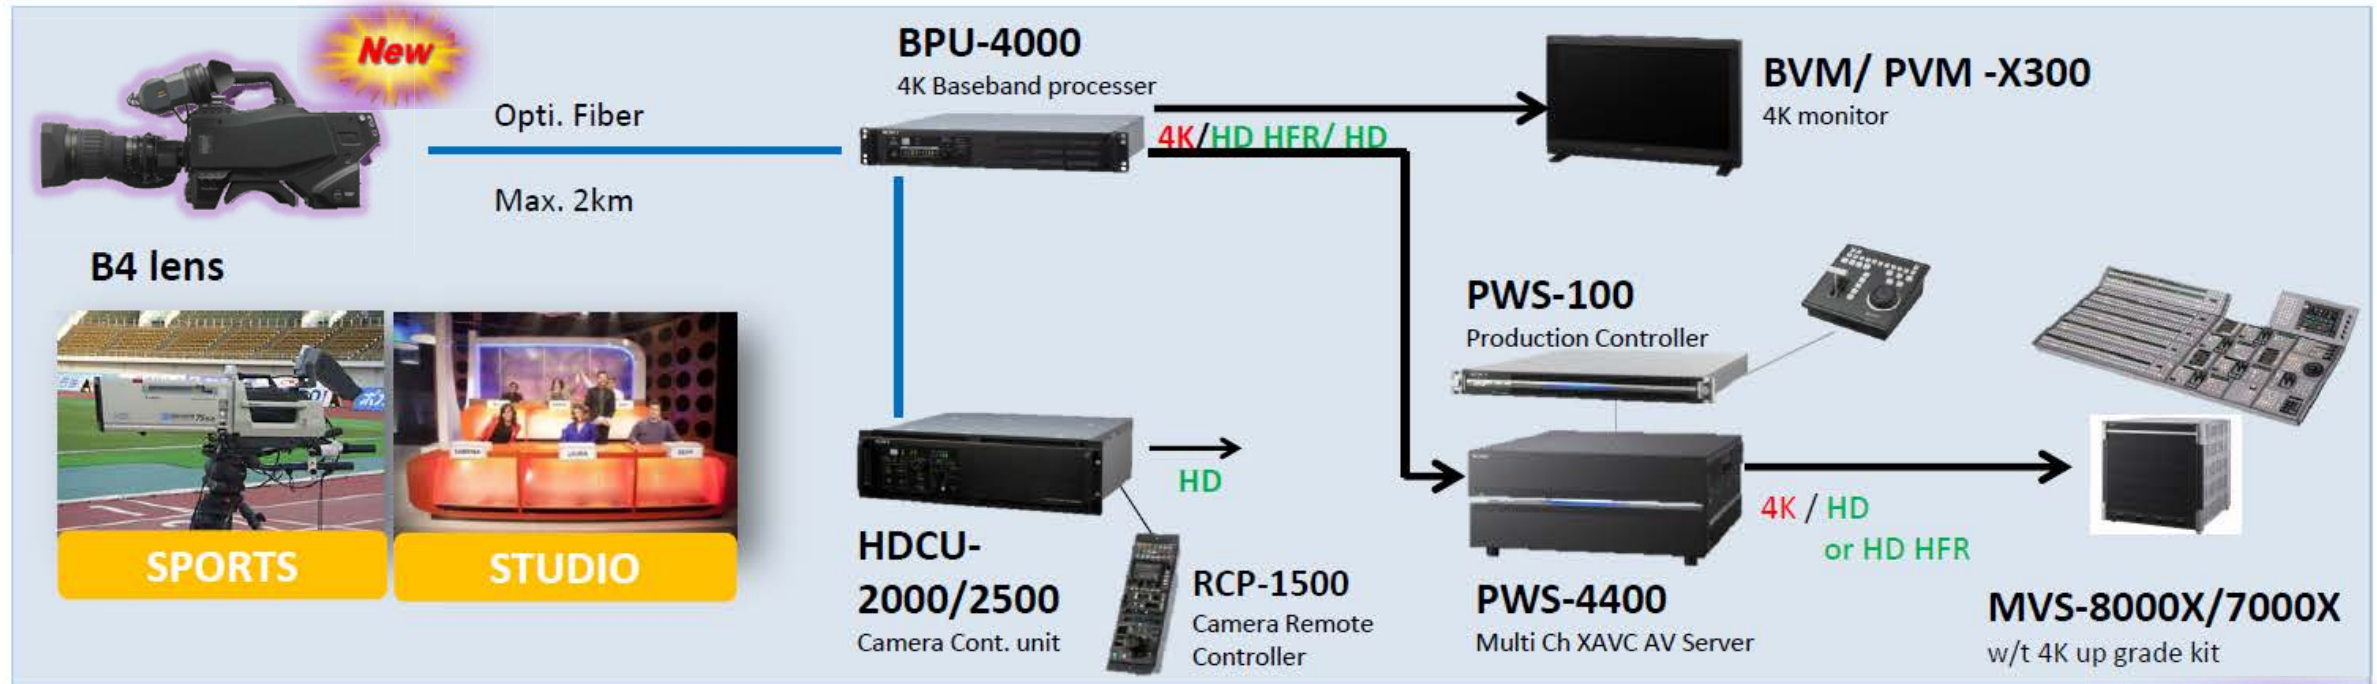 New
BPU-4000
4K Baseband processer
BVM/ PVM -X300
4K monitor
Opti. Fiber
Max. 2km
4K/HD HFR/ HD
B4 lens
PWS-100
Production Controller
SPORTS
STUDIO
HD
HDCU-
2000/2500
Camera Cont. unit
RCP-1500
Camera Remote
Controller
PWS-4400
Multi Ch XAVC AV Server
4K / HD
or HD HFR
MVS-8000X/7000X
w/t 4K up grade kit